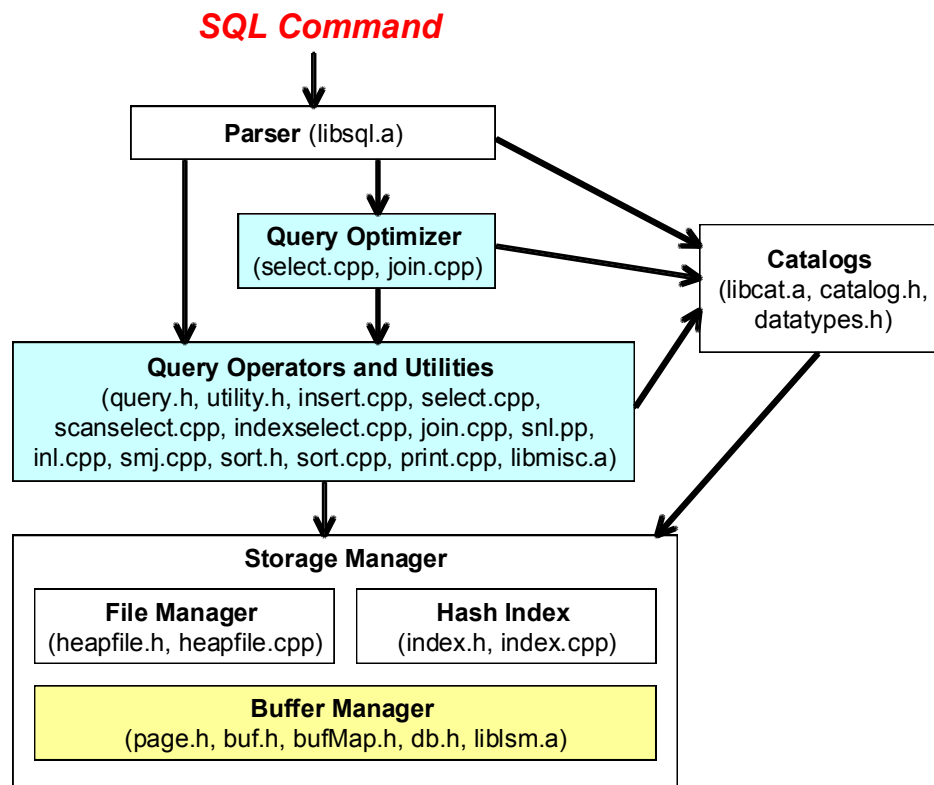 SQL Command
Parser (libsql.a)
Query Optimizer
(select.cpp, join.cpp)
Catalogs
(libcat.a, catalog.h,
datatypes.h)
Query Operators and Utilities
(query.h, utility.h, insert.cpp, select.cpp,
scanselect.cpp, indexselect.cpp, join.cpp, snl.pp,
inl.cpp, smj.cpp, sort.h, sort.cpp, print.cpp, libmisc.a)
Storage Manager
File Manager
(heapfile.h, heapfile.cpp)
Hash Index
(index.h, index.cpp)
Buffer Manager
(page.h, buf.h, bufMap.h, db.h, liblsm.a)